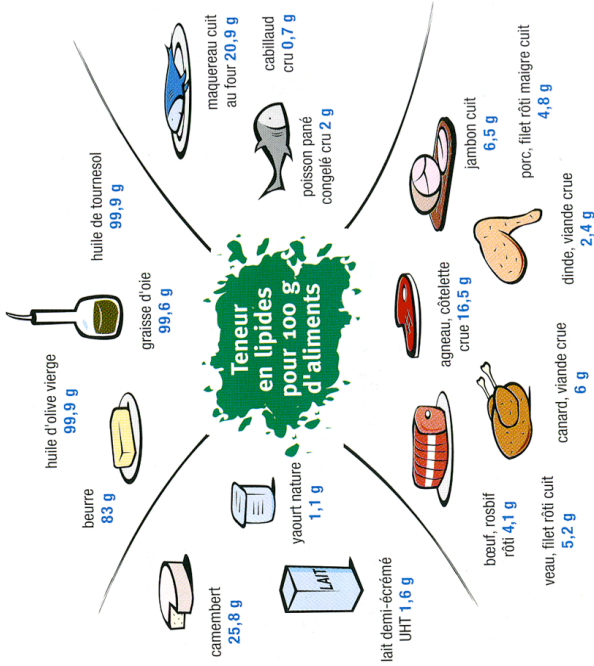 Teneur
en lipides
pour 100 g
d'aliments
camembert
25,8 g
lait demi-écrémé
UHT 1,6 g
yaourt nature
1,1 g
beurre
83 g
huile d'olive vierge
99,9 g
graisse d'oie
99,6 g
huile de tournesol
99,9 g
maquereau cuit
au four 20,9 g
cabillaud
cru 0,7 g
poisson pané
congelé cru 2 g
jambon cuit
6,5 g
porc, filet rôti maigre cuit
4,8 g
agneau, côtelette
crue 16,5 g
dinde, viande crue
2,4 g
canard, viande crue
6 g
bœuf, rosbif
rôti 4,1 g
veau, filet rôti cuit
5,2 g
LAIT